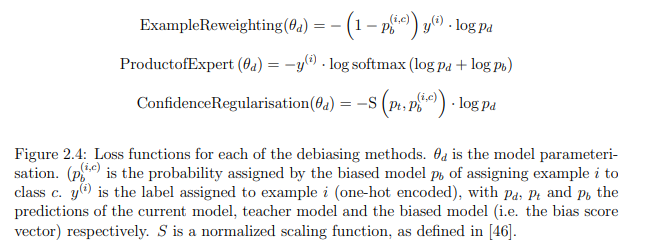 ExampleReweighting(θ_d) = − (1 − p_b^{(i,c)}) y^{(i)} · log p_d
ProductofExpert (θ_d) = −y^{(i)} · log softmax (log p_d + log p_b)
ConfidenceRegularisation(θ_d) = −S (p_t, p_b^{(i,c)}) · log p_d
Figure 2.4: Loss functions for each of the debiasing methods. θ_d is the model parameteri-
sation. (p_b^{(i,c)} is the probability assigned by the biased model p_b of assigning example i to
class c. y^{(i)} is the label assigned to example i (one-hot encoded), with p_d, p_t and p_b the
predictions of the current model, teacher model and the biased model (i.e. the bias score
vector) respectively. S is a normalized scaling function, as defined in [46].